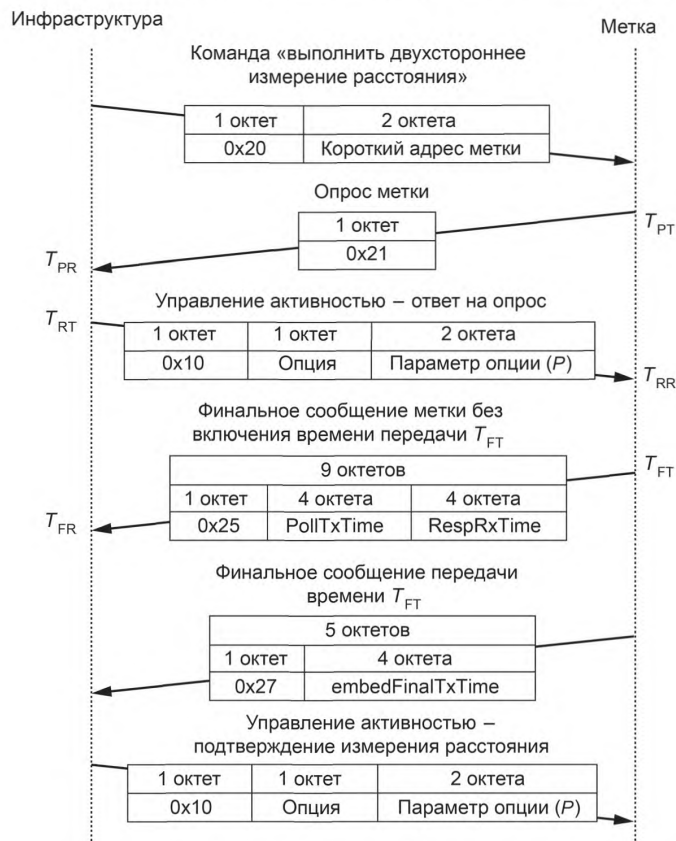 Инфраструктура
Метка
Команда «выполнить двухстороннее
измерение расстояния»
1 октет 2 октета
0x20 Короткий адрес метки
Опрос метки
1 октет
0x21
T_PT
T_PR
Управление активностью – ответ на опрос
T_RT
1 октет 1 октет 2 октета
0x10 Опция Параметр опции (P)
T_RR
Финальное сообщение метки без
включения времени передачи T_FT
9 октетов
T_FT
1 октет 4 октета 4 октета
T_FR
0x25 PollTxTime RespRxTime
Финальное сообщение передачи
времени T_FT
5 октетов
1 октет 4 октета
0x27 embedFinalTxTime
Управление активностью –
подтверждение измерения расстояния
1 октет 1 октет 2 октета
0x10 Опция Параметр опции (P)